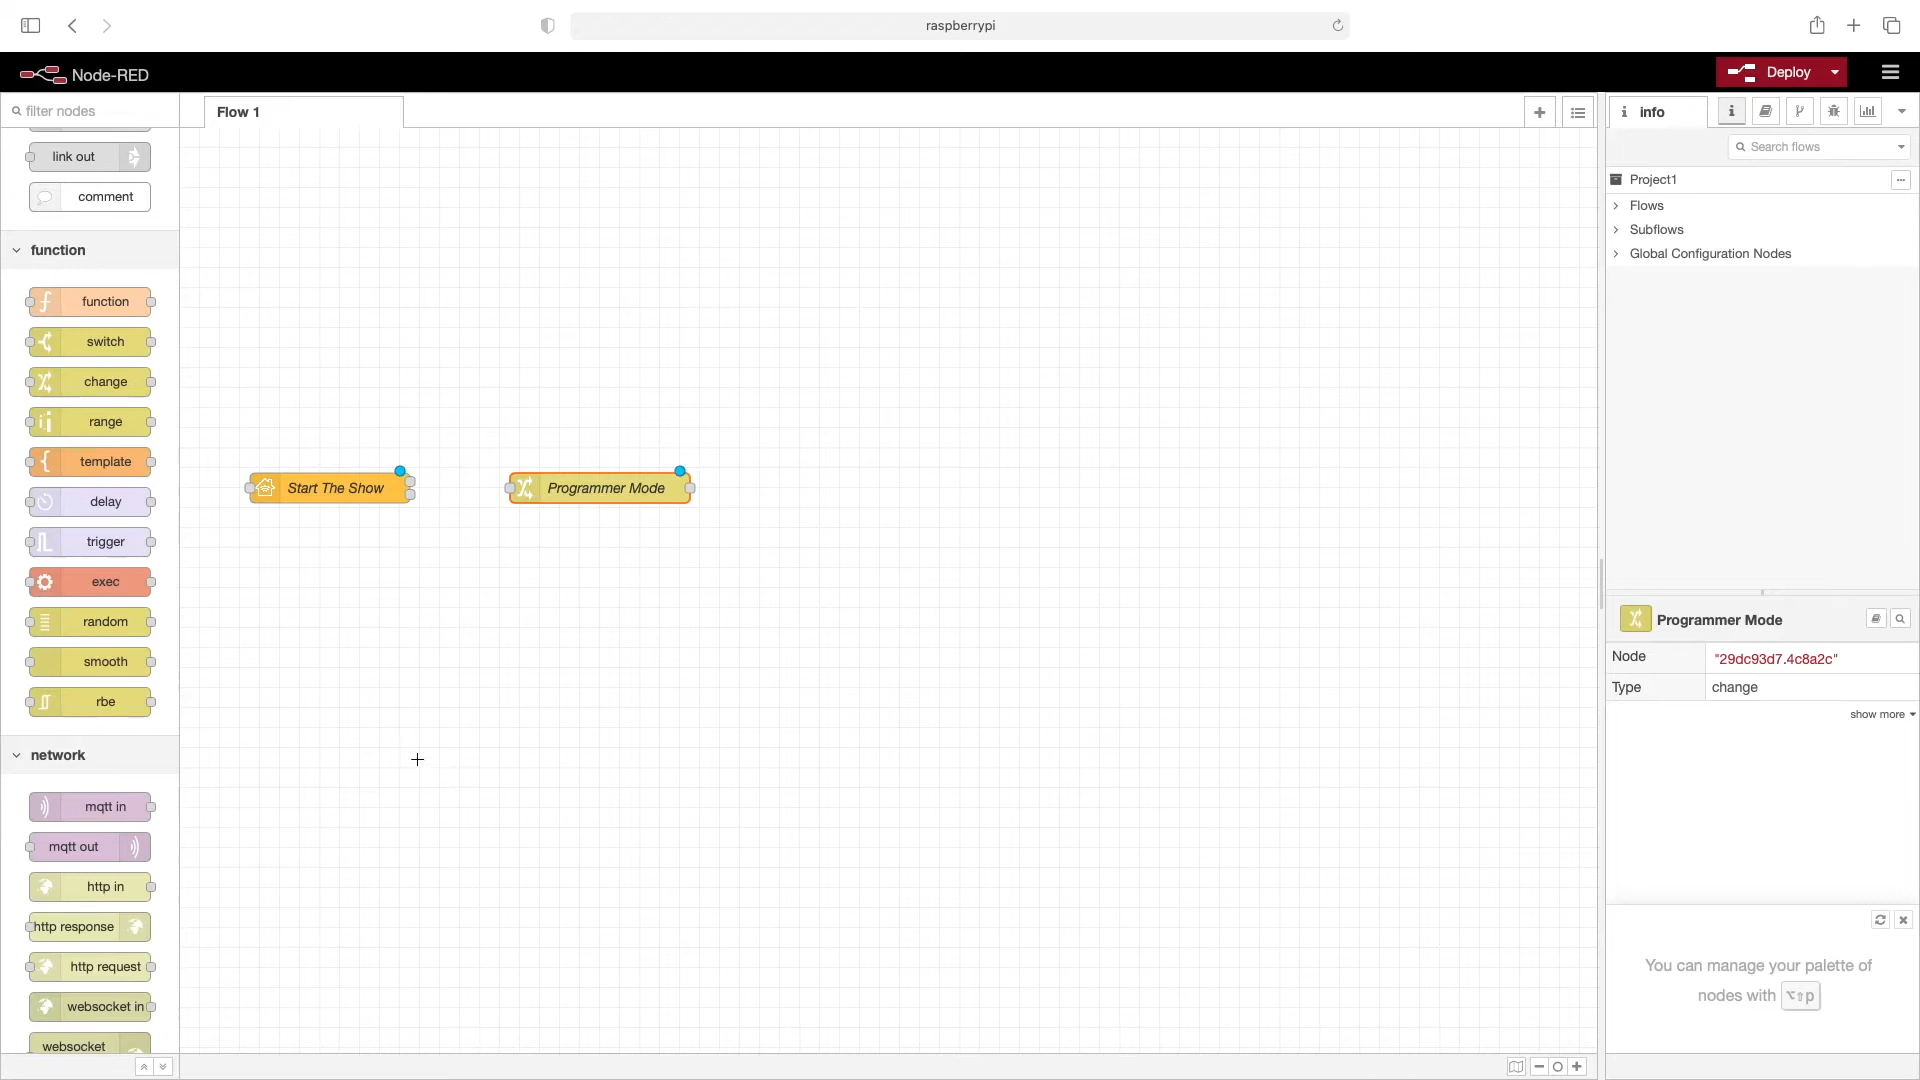 raspberrypi
Node-RED
Deploy
filter nodes
Flow 1
info
Search flows
link out
comment
function
function
switch
change
range
template
delay
trigger
exec
random
smooth
rbe
network
mqtt in
mqtt out
http in
http response
http request
websocket in
websocket
Start The Show
Programmer Mode
Project1
Flows
Subflows
Global Configuration Nodes
Programmer Mode
Node "29dc93d7.4c8a2c"
Type change
show more
You can manage your palette of
nodes with ⌥⇧p